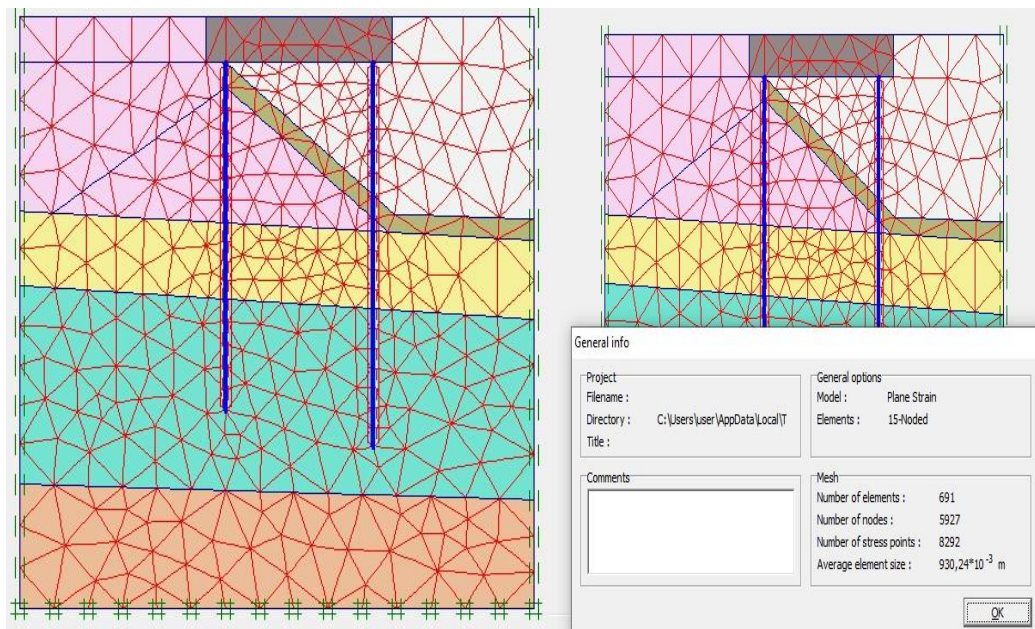 General info
Project
Filename :
Directory : C:\Users\user\AppData\Local\T
Title :
General options
Model : Plane Strain
Elements : 15-Noded
Comments
Mesh
Number of elements : 691
Number of nodes : 5927
Number of stress points : 8292
Average element size : 930,24*10-3 m
OK